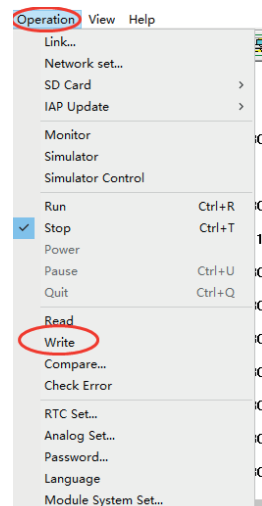 Operation View Help
Link...
Network set...
SD Card >
IAP Update >
Monitor
Simulator
Simulator Control
Run Ctrl+R
✓ Stop Ctrl+T
Power
Pause Ctrl+U
Quit Ctrl+Q
Read
Write
Compare...
Check Error
RTC Set...
Analog Set...
Password...
Language
Module System Set...